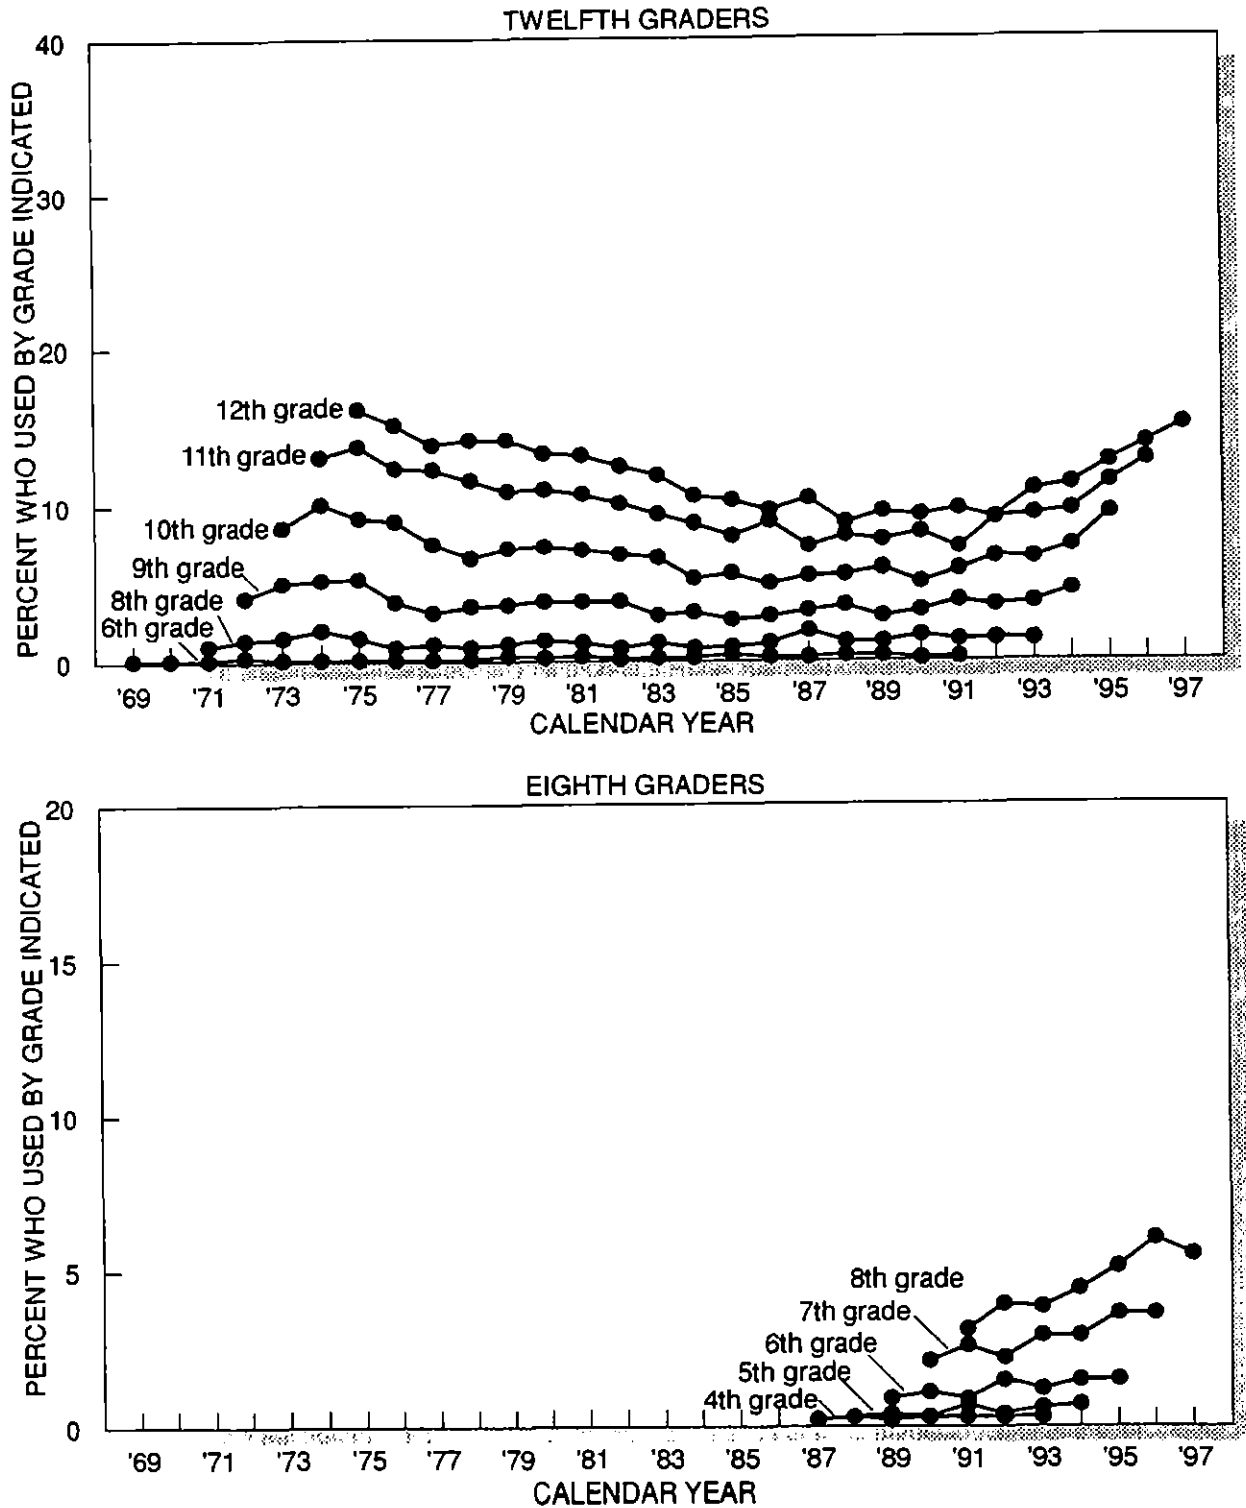 TWELFTH GRADERS
PERCENT WHO USED BY GRADE INDICATED
40
30
20
10
0
12th grade
11th grade
10th grade
9th grade
8th grade
6th grade
'69 '71 '73 '75 '77 '79 '81 '83 '85 '87 '89 '91 '93 '95 '97
CALENDAR YEAR
EIGHTH GRADERS
PERCENT WHO USED BY GRADE INDICATED
20
15
10
5
0
8th grade
7th grade
6th grade
5th grade
4th grade
'69 '71 '73 '75 '77 '79 '81 '83 '85 '87 '89 '91 '93 '95 '97
CALENDAR YEAR